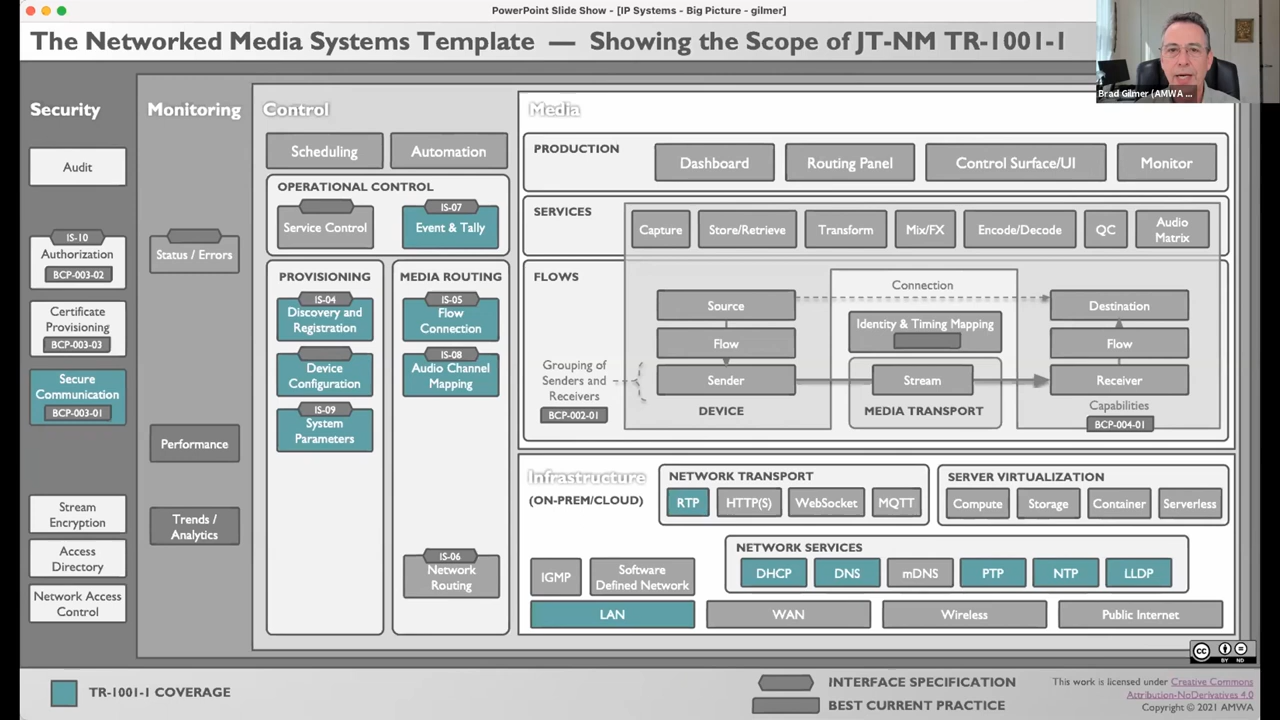 PowerPoint Slide Show - [IP Systems - Big Picture - gilmer]
The Networked Media Systems Template — Showing the Scope of JT-NM TR-1001-1
Brad Gilmer (AMWA ...
Security
Audit
IS-10
Authorization
BCP-003-02
Certificate
Provisioning
BCP-003-03
Secure
Communication
BCP-003-01
Stream
Encryption
Access
Directory
Network Access
Control
Monitoring
Status / Errors
Performance
Trends /
Analytics
Control
Scheduling
Automation
OPERATIONAL CONTROL
Service Control
IS-07
Event & Tally
PROVISIONING
IS-04
Discovery and
Registration
Device
Configuration
IS-09
System
Parameters
MEDIA ROUTING
IS-05
Flow
Connection
IS-08
Audio Channel
Mapping
IS-06
Network
Routing
Media
PRODUCTION
Dashboard
Routing Panel
Control Surface/UI
Monitor
SERVICES
Capture
Store/Retrieve
Transform
Mix/FX
Encode/Decode
QC
Audio
Matrix
FLOWS
Grouping of
Senders and
Receivers
BCP-002-01
Source
Flow
Sender
DEVICE
Connection
Identity & Timing Mapping
Stream
MEDIA TRANSPORT
Destination
Flow
Receiver
Capabilities
BCP-004-01
Infrastructure
(ON-PREM/CLOUD)
NETWORK TRANSPORT
RTP
HTTP(S)
WebSocket
MQTT
SERVER VIRTUALIZATION
Compute
Storage
Container
Serverless
NETWORK SERVICES
DHCP
DNS
mDNS
PTP
NTP
LLDP
IGMP
Software
Defined Network
LAN
WAN
Wireless
Public Internet
CC BY ND
TR-1001-1 COVERAGE
INTERFACE SPECIFICATION
BEST CURRENT PRACTICE
This work is licensed under Creative Commons
Attribution-NoDerivatives 4.0
Copyright © 2021 AMWA